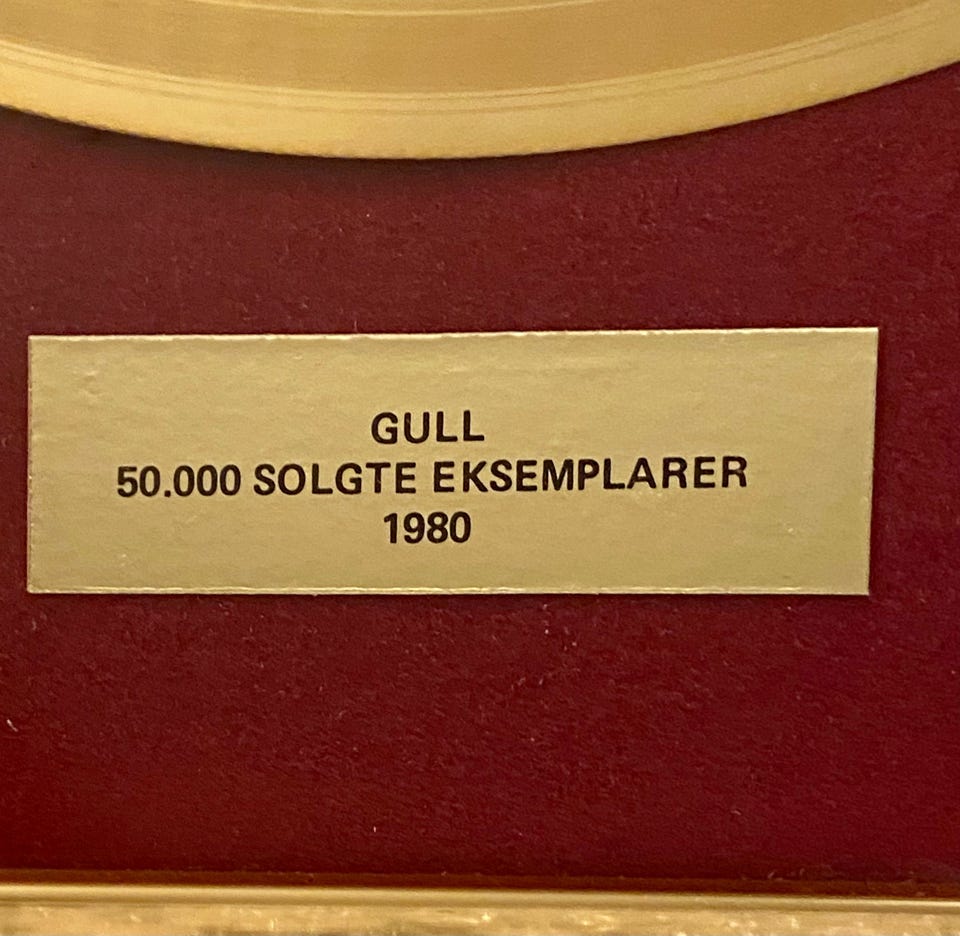 GULL
50.000 SOLGTE EKSEMPLARER
1980